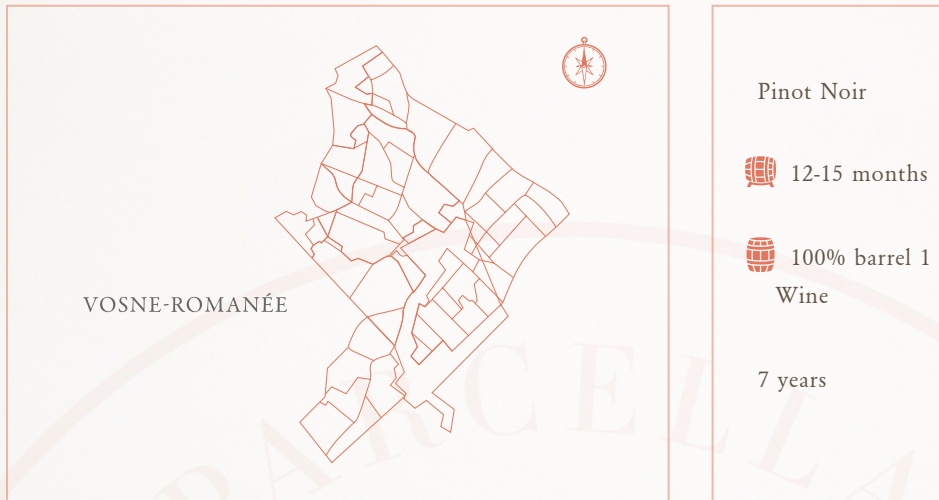 VOSNE-ROMANÉE
Pinot Noir
12-15 months
100% barrel 1
Wine
7 years
PARCELLA